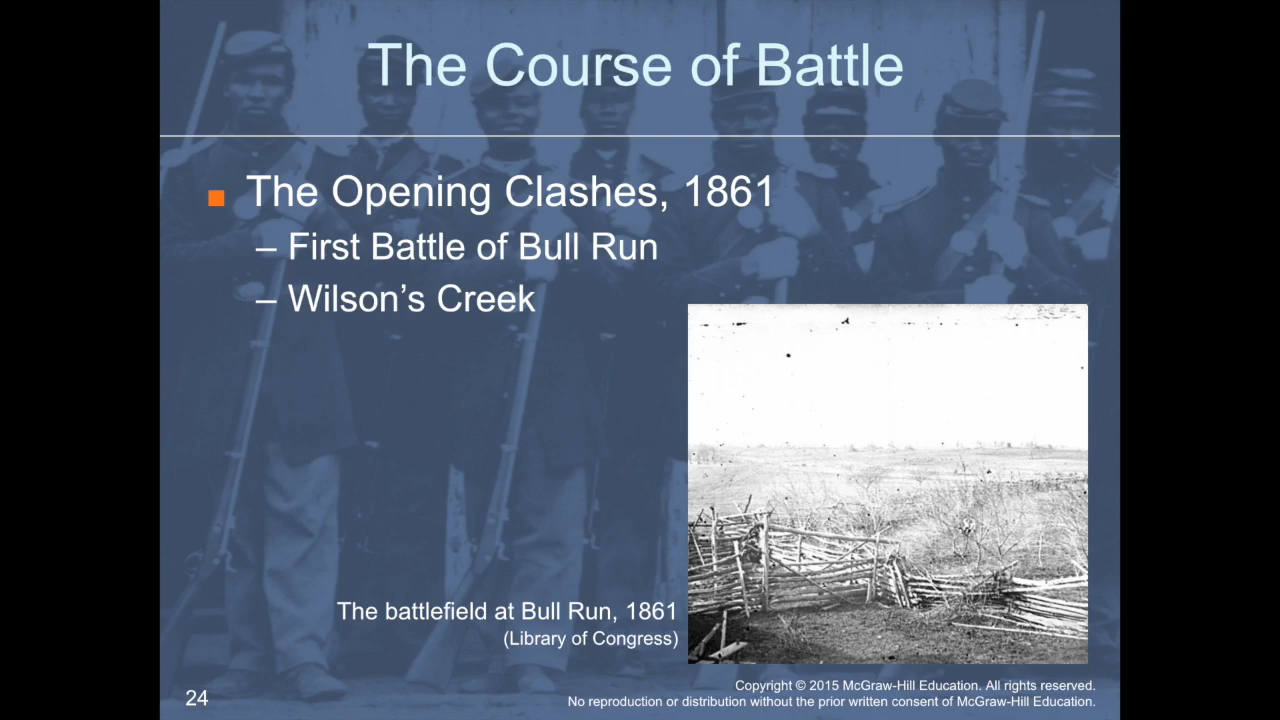 The Course of Battle
The Opening Clashes, 1861
– First Battle of Bull Run
– Wilson’s Creek
The battlefield at Bull Run, 1861
(Library of Congress)
24
Copyright © 2015 McGraw-Hill Education. All rights reserved.
No reproduction or distribution without the prior written consent of McGraw-Hill Education.